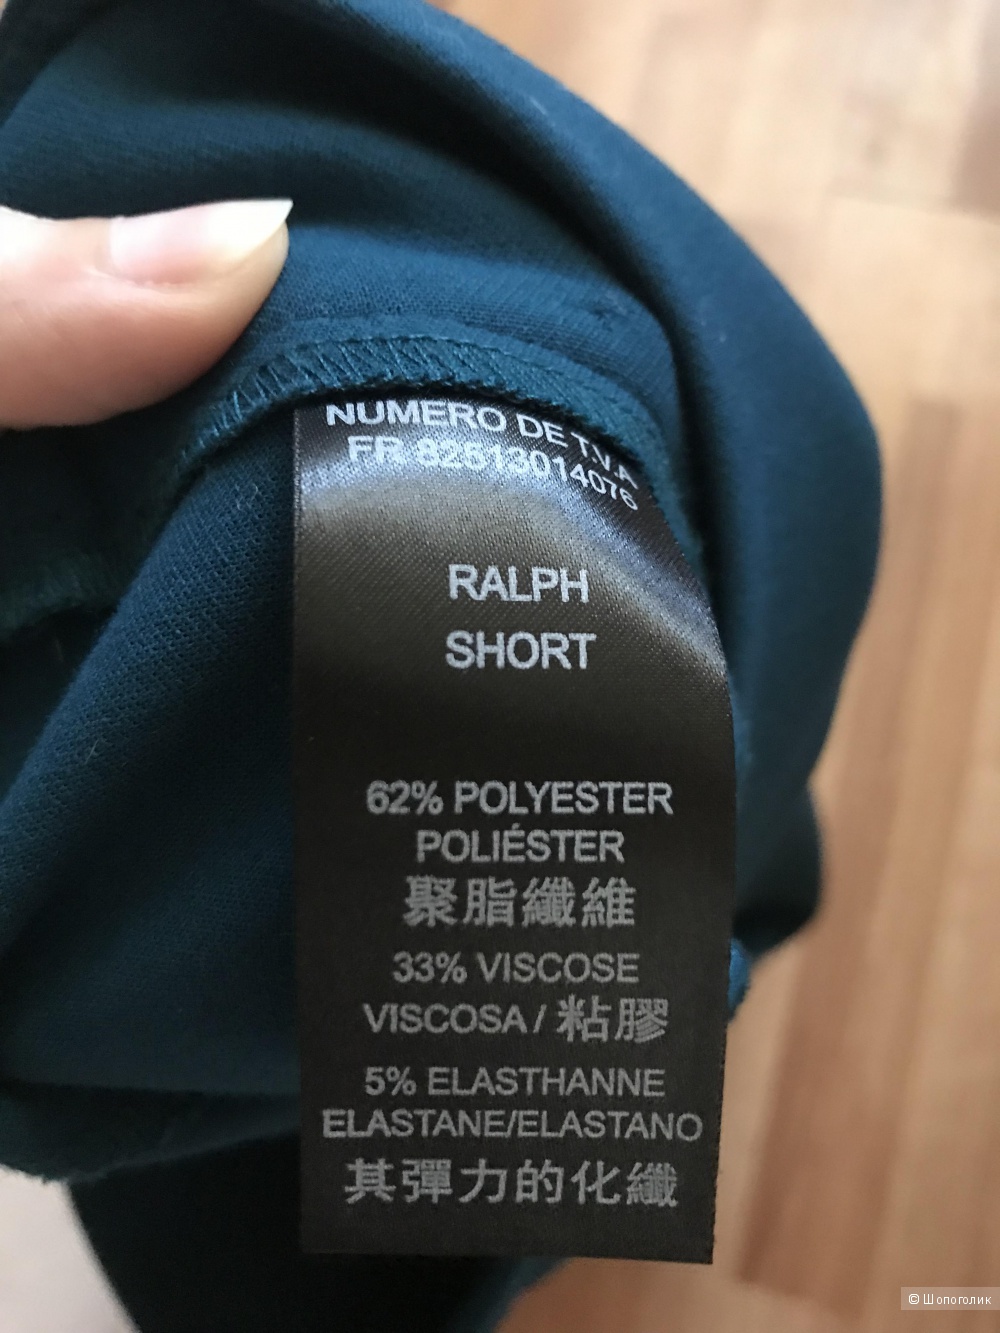 NUMERO DE T.V.A
FR 82513014076
RALPH
SHORT
62% POLYESTER
POLIÉSTER
聚脂纖維
33% VISCOSE
VISCOSA / 粘膠
5% ELASTHANNE
ELASTANE/ELASTANO
其彈力的化纖
© Шопоголик